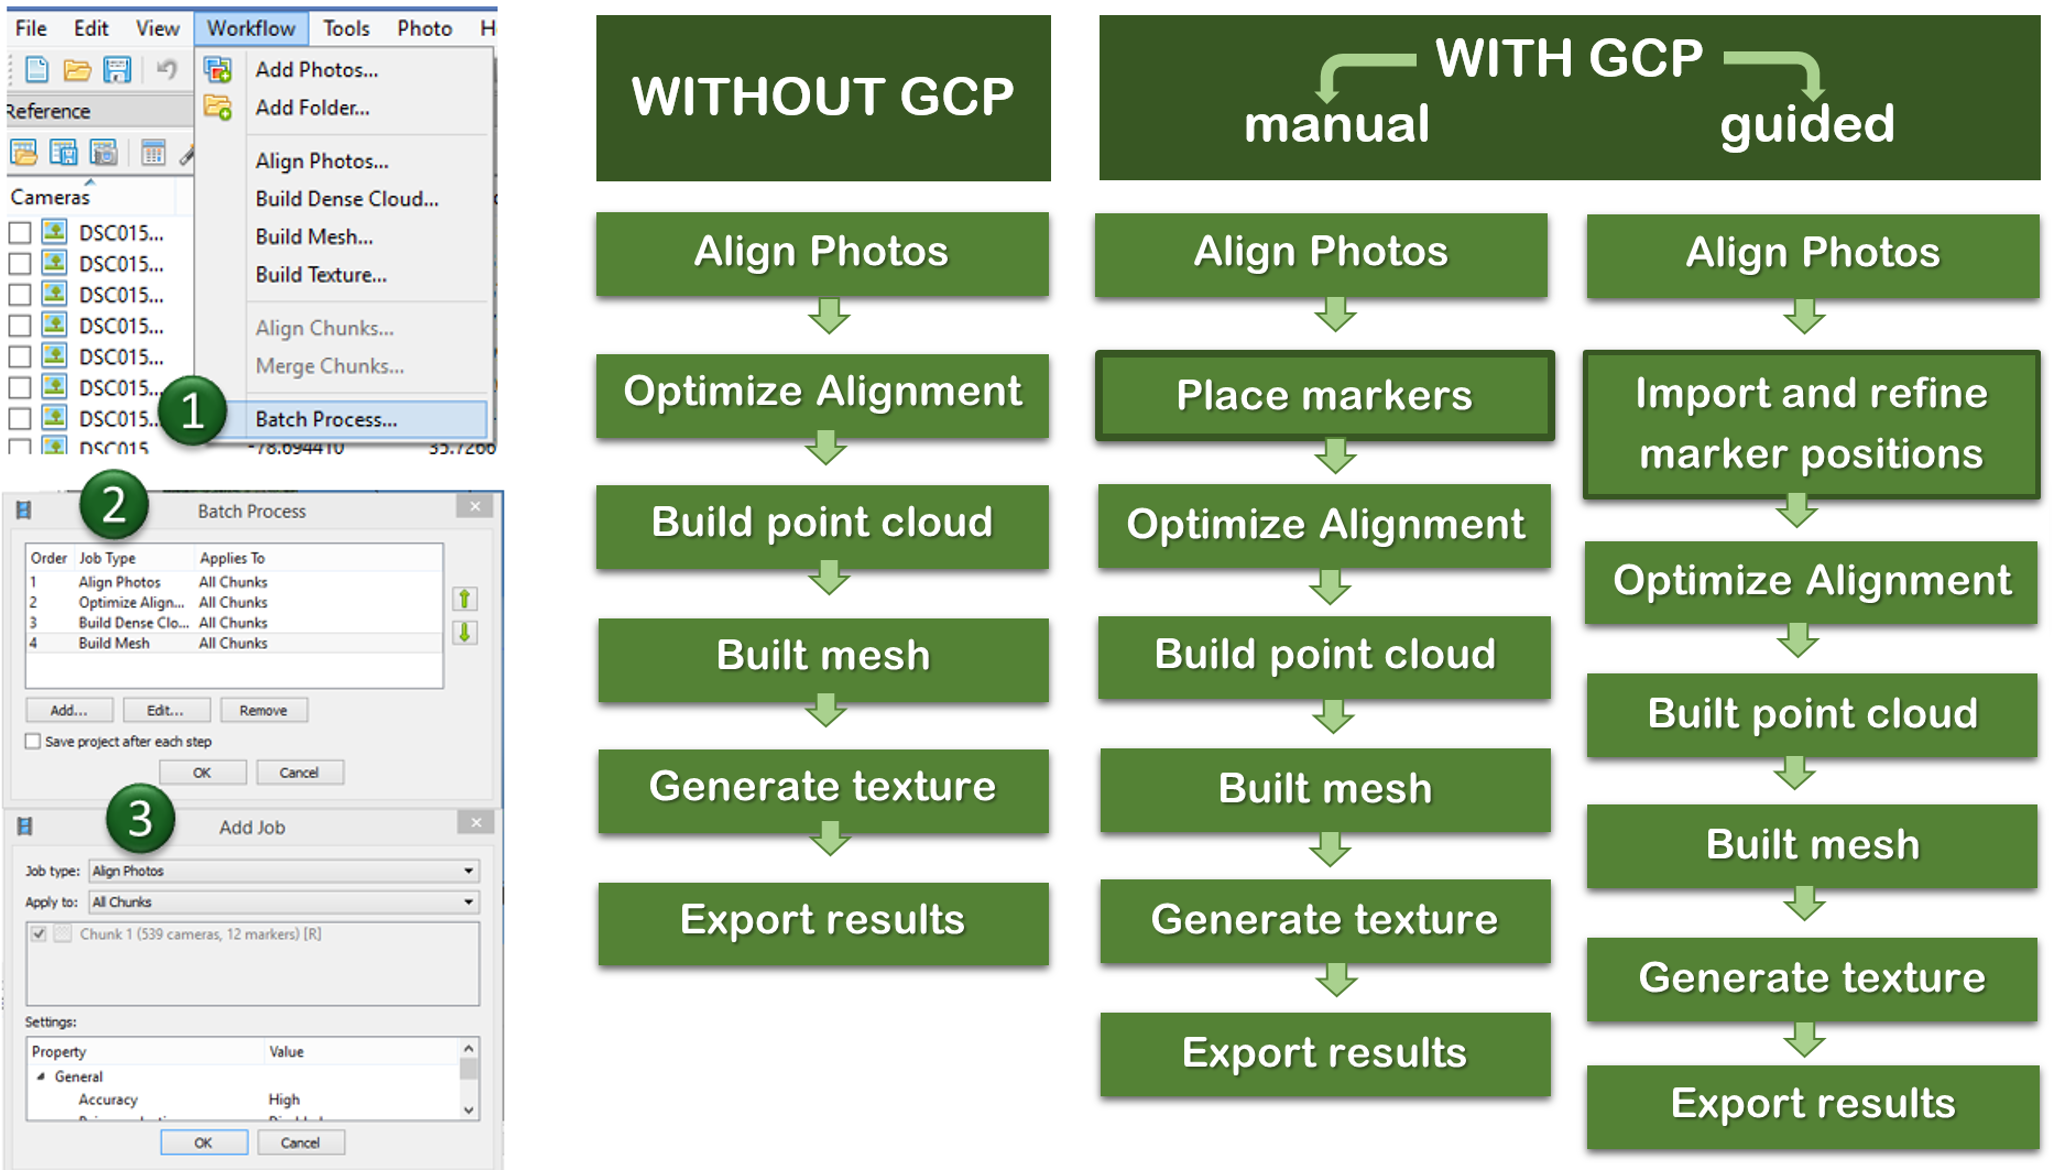 File Edit View Workflow Tools Photo
Add Photos...
Add Folder...
Reference
Align Photos...
Build Dense Cloud...
Cameras
Build Mesh...
DSC015...
DSC015...
Build Texture...
DSC015...
DSC015...
Align Chunks...
DSC015...
Merge Chunks...
DSC015...
DSC015...
1
Batch Process...
DSC015
-78.694410 35.7266
2
Batch Process
Order Job Type Applies To
1 Align Photos All Chunks
2 Optimize Align... All Chunks
3 Build Dense Clo... All Chunks
4 Build Mesh All Chunks
Add... Edit... Remove
Save project after each step
OK Cancel
3
Add Job
Job type: Align Photos
Apply to: All Chunks
Chunk 1 (539 cameras, 12 markers) [R]
Settings:
Property Value
General
Accuracy High
OK Cancel
WITHOUT GCP
Align Photos
Optimize Alignment
Build point cloud
Built mesh
Generate texture
Export results
WITH GCP
manual guided
Align Photos
Place markers
Optimize Alignment
Build point cloud
Built mesh
Generate texture
Export results
Align Photos
Import and refine
marker positions
Optimize Alignment
Built point cloud
Built mesh
Generate texture
Export results